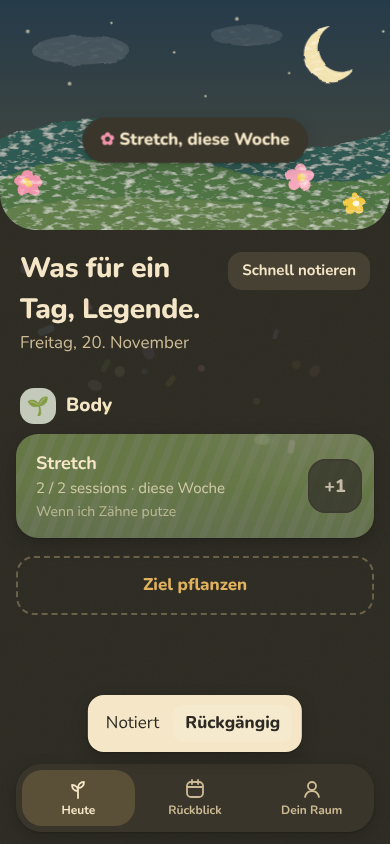 Stretch, diese Woche
Was für ein
Tag, Legende.
Schnell notieren
Freitag, 20. November
Body
Stretch
2 / 2 sessions · diese Woche
Wenn ich Zähne putze
+1
Ziel pflanzen
Notiert
Rückgängig
Heute
Rückblick
Dein Raum